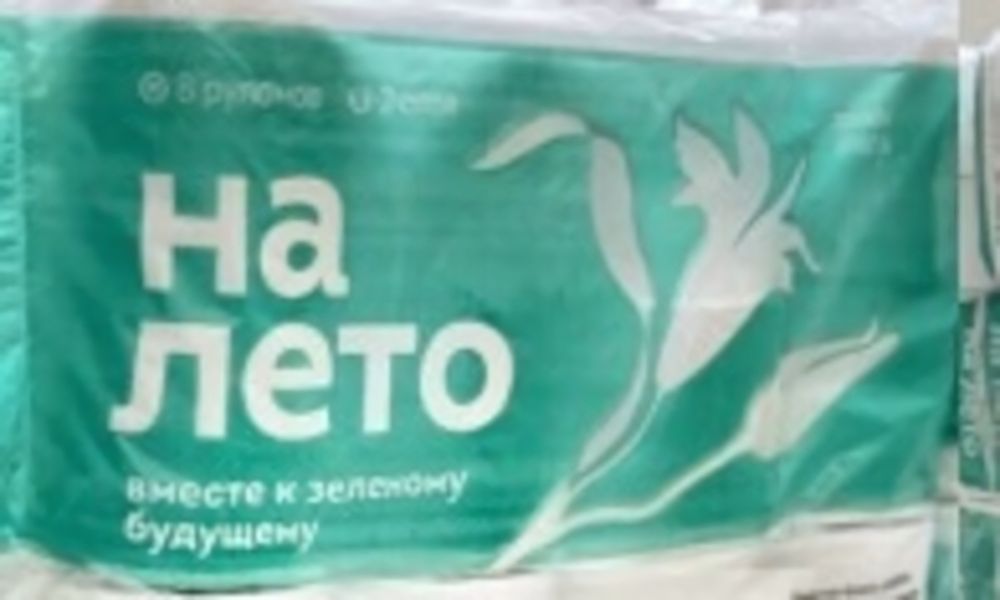 8 рулонов
на
лето
вместе к зеленому
будущему